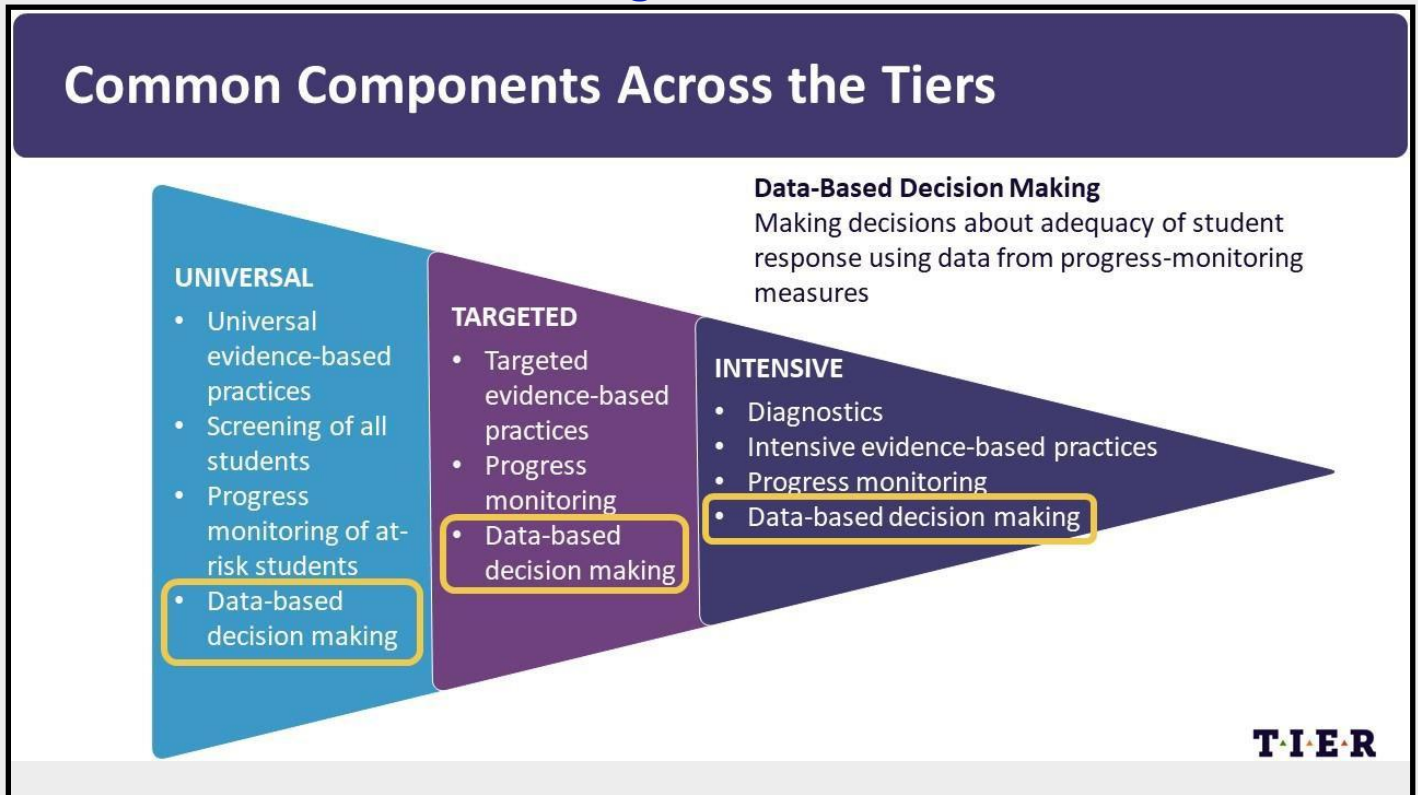 Common Components Across the Tiers
Data-Based Decision Making
Making decisions about adequacy of student
response using data from progress-monitoring
measures
UNIVERSAL
• Universal
evidence-based
practices
• Screening of all
students
• Progress
monitoring of at-
risk students
• Data-based
decision making
TARGETED
• Targeted
evidence-based
practices
• Progress
monitoring
• Data-based
decision making
INTENSIVE
• Diagnostics
• Intensive evidence-based practices
• Progress monitoring
• Data-based decision making
T·I·E·R